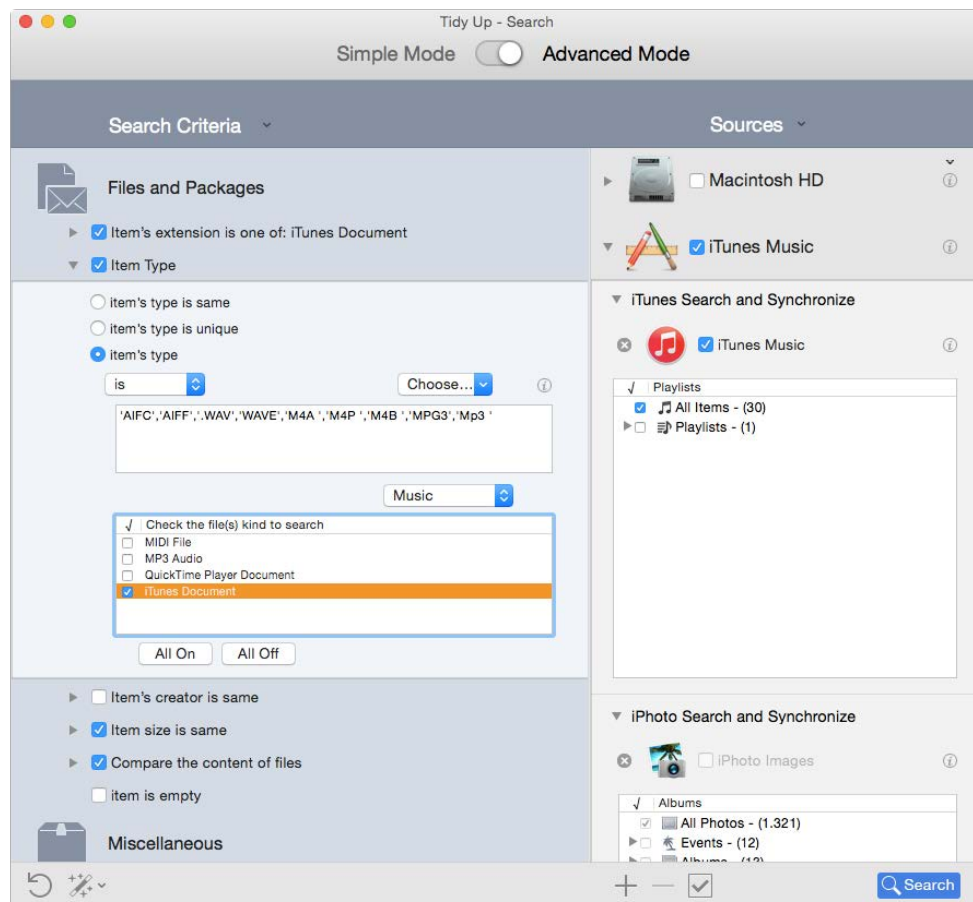 Tidy Up - Search
Simple Mode Advanced Mode
Search Criteria
Sources
Files and Packages
Item's extension is one of: iTunes Document
Item Type
item's type is same
item's type is unique
item's type
is
Choose...
'AIFC','AIFF','.WAV','WAVE','M4A ','M4P ','M4B ','MPG3','Mp3 '
Music
√ Check the file(s) kind to search
MIDI File
MP3 Audio
QuickTime Player Document
iTunes Document
All On All Off
Item's creator is same
Item size is same
Compare the content of files
item is empty
Miscellaneous
Macintosh HD
iTunes Music
iTunes Search and Synchronize
iTunes Music
√ Playlists
All Items - (30)
Playlists - (1)
iPhoto Search and Synchronize
iPhoto Images
√ Albums
All Photos - (1.321)
Events - (12)
Albums
Search